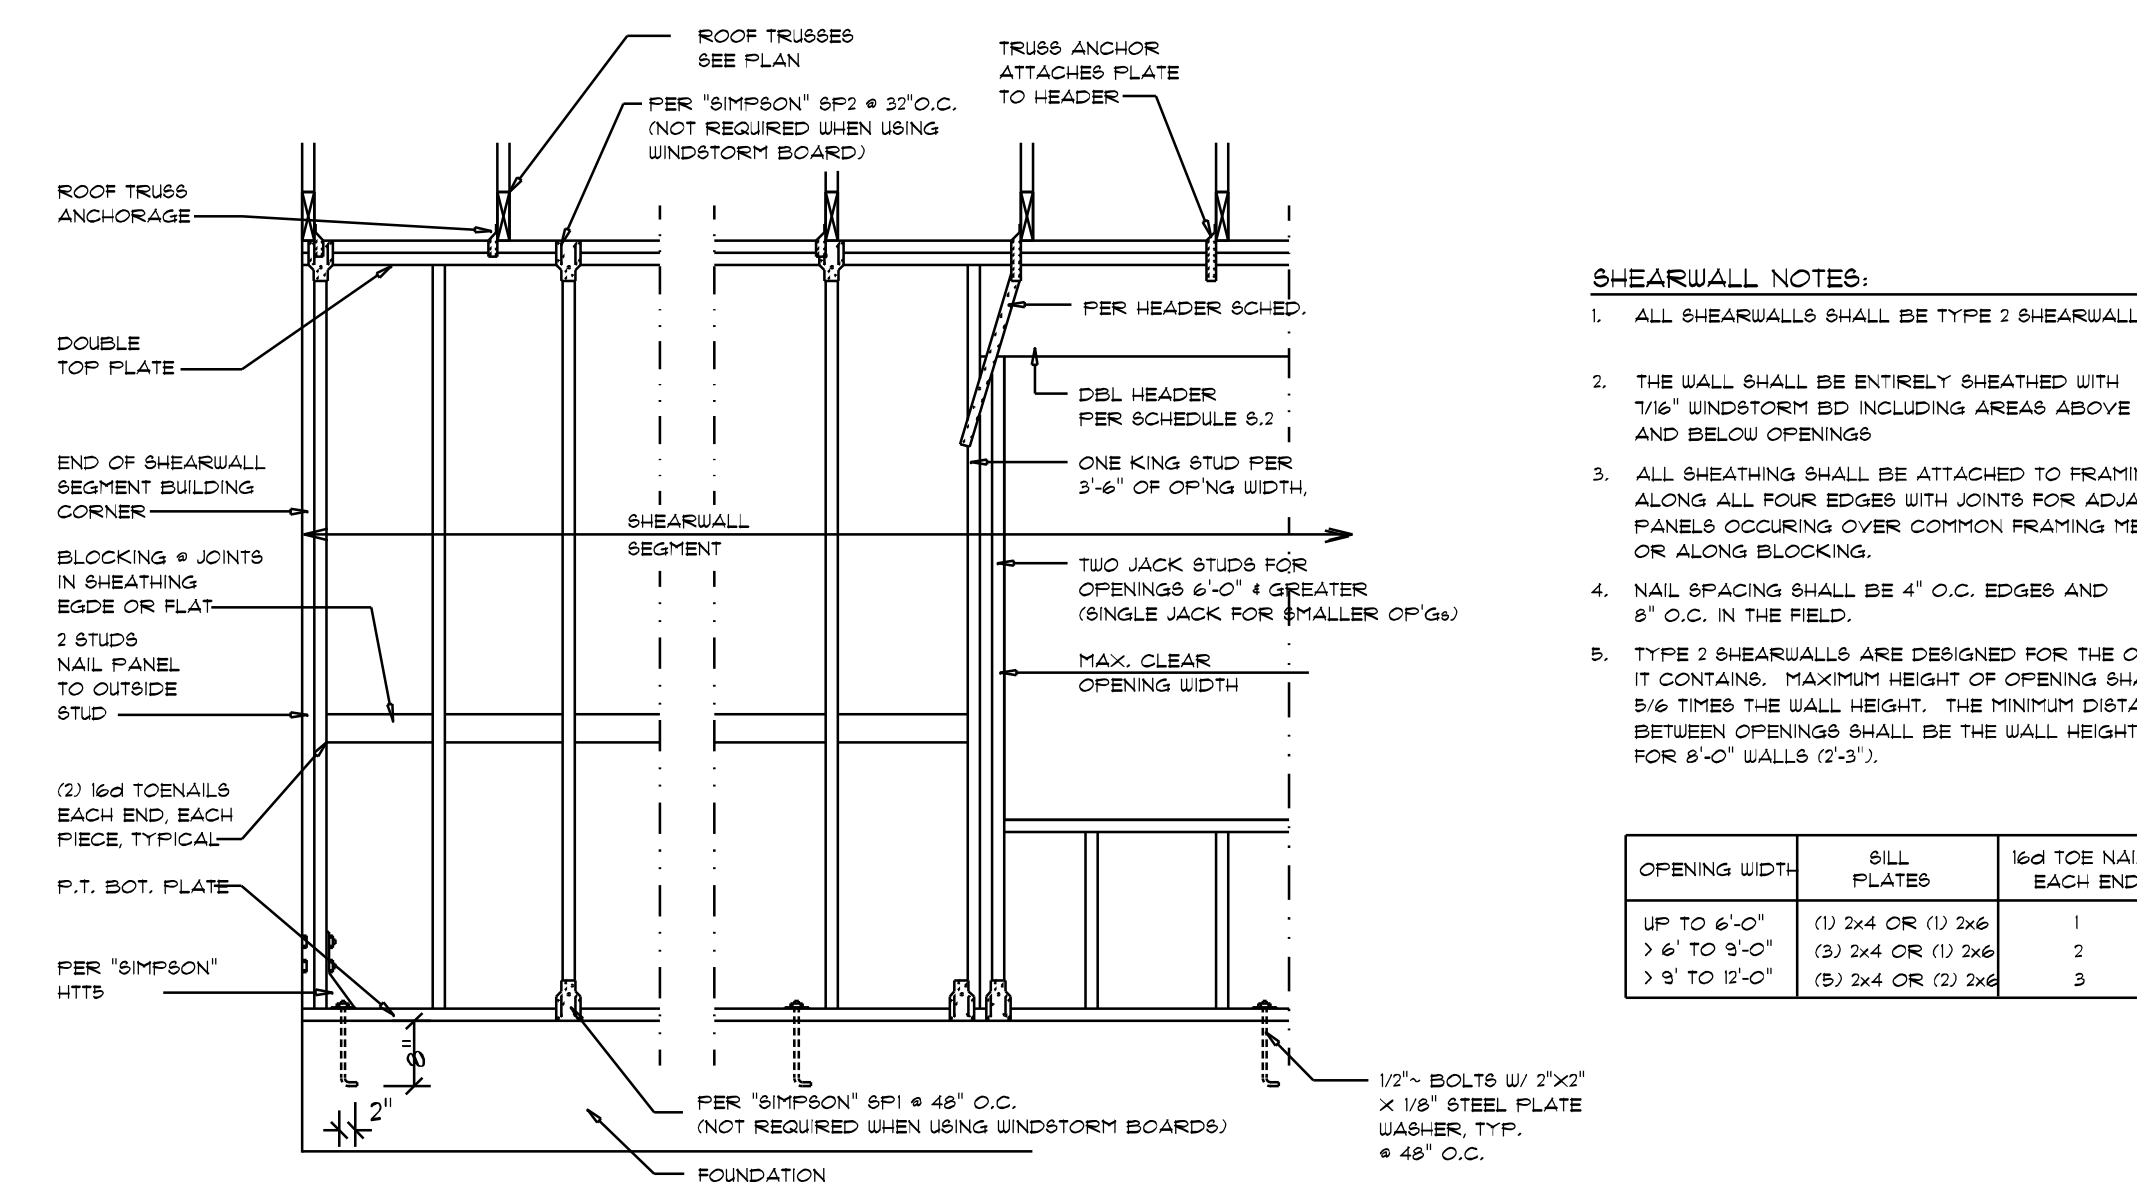 ROOF TRUSSES
SEE PLAN
TRUSS ANCHOR
ATTACHES PLATE
TO HEADER
PER "SIMPSON" SP2 @ 32"O.C.
(NOT REQUIRED WHEN USING
WINDSTORM BOARD)
ROOF TRUSS
ANCHORAGE
DOUBLE
TOP PLATE
PER HEADER SCHED.
DBL HEADER
PER SCHEDULE S.2
END OF SHEARWALL
SEGMENT BUILDING
CORNER
ONE KING STUD PER
3'-6" OF OP'NG WIDTH,
SHEARWALL
SEGMENT
BLOCKING @ JOINTS
IN SHEATHING
EGDE OR FLAT
TWO JACK STUDS FOR
OPENINGS 6'-0" & GREATER
(SINGLE JACK FOR SMALLER OP'Gs)
2 STUDS
NAIL PANEL
TO OUTSIDE
STUD
MAX. CLEAR
OPENING WIDTH
(2) 16d TOENAILS
EACH END, EACH
PIECE, TYPICAL
P.T. BOT. PLATE
PER "SIMPSON"
HTT5
8"
2"
PER "SIMPSON" SP1 @ 48" O.C.
(NOT REQUIRED WHEN USING WINDSTORM BOARDS)
FOUNDATION
1/2"~ BOLTS W/ 2"X2"
X 1/8" STEEL PLATE
WASHER, TYP.
@ 48" O.C.
SHEARWALL NOTES:
1. ALL SHEARWALLS SHALL BE TYPE 2 SHEARWALL
2. THE WALL SHALL BE ENTIRELY SHEATHED WITH
7/16" WINDSTORM BD INCLUDING AREAS ABOVE
AND BELOW OPENINGS
3. ALL SHEATHING SHALL BE ATTACHED TO FRAMIN
ALONG ALL FOUR EDGES WITH JOINTS FOR ADJA
PANELS OCCURING OVER COMMON FRAMING ME
OR ALONG BLOCKING.
4. NAIL SPACING SHALL BE 4" O.C. EDGES AND
8" O.C. IN THE FIELD.
5. TYPE 2 SHEARWALLS ARE DESIGNED FOR THE O
IT CONTAINS. MAXIMUM HEIGHT OF OPENING SHA
5/6 TIMES THE WALL HEIGHT. THE MINIMUM DISTA
BETWEEN OPENINGS SHALL BE THE WALL HEIGHT
FOR 8'-0" WALLS (2'-3").
OPENING WIDTH SILL PLATES 16d TOE NAI EACH END
UP TO 6'-0" (1) 2x4 OR (1) 2x6 1
> 6' TO 9'-0" (3) 2x4 OR (1) 2x6 2
> 9' TO 12'-0" (5) 2x4 OR (2) 2x6 3